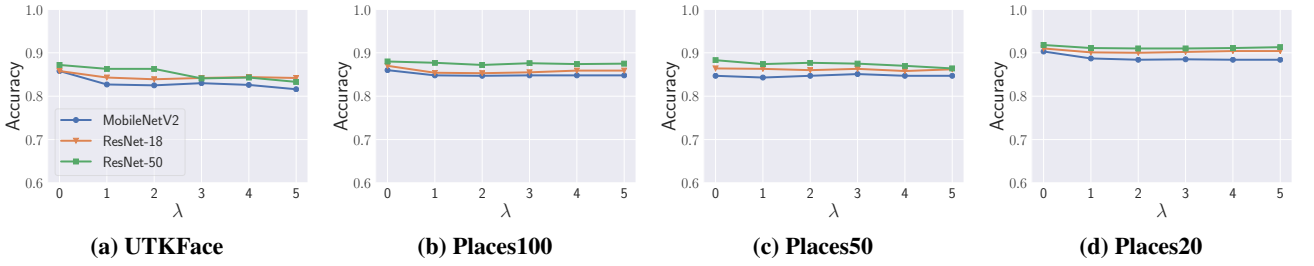 1.0
0.9
0.8
0.7
0.6
Accuracy
MobileNetV2
ResNet-18
ResNet-50
0 1 2 3 4 5
λ
(a) UTKFace
1.0
0.9
0.8
0.7
0.6
Accuracy
0 1 2 3 4 5
λ
(b) Places100
1.0
0.9
0.8
0.7
0.6
Accuracy
0 1 2 3 4 5
λ
(c) Places50
1.0
0.9
0.8
0.7
0.6
Accuracy
0 1 2 3 4 5
λ
(d) Places20